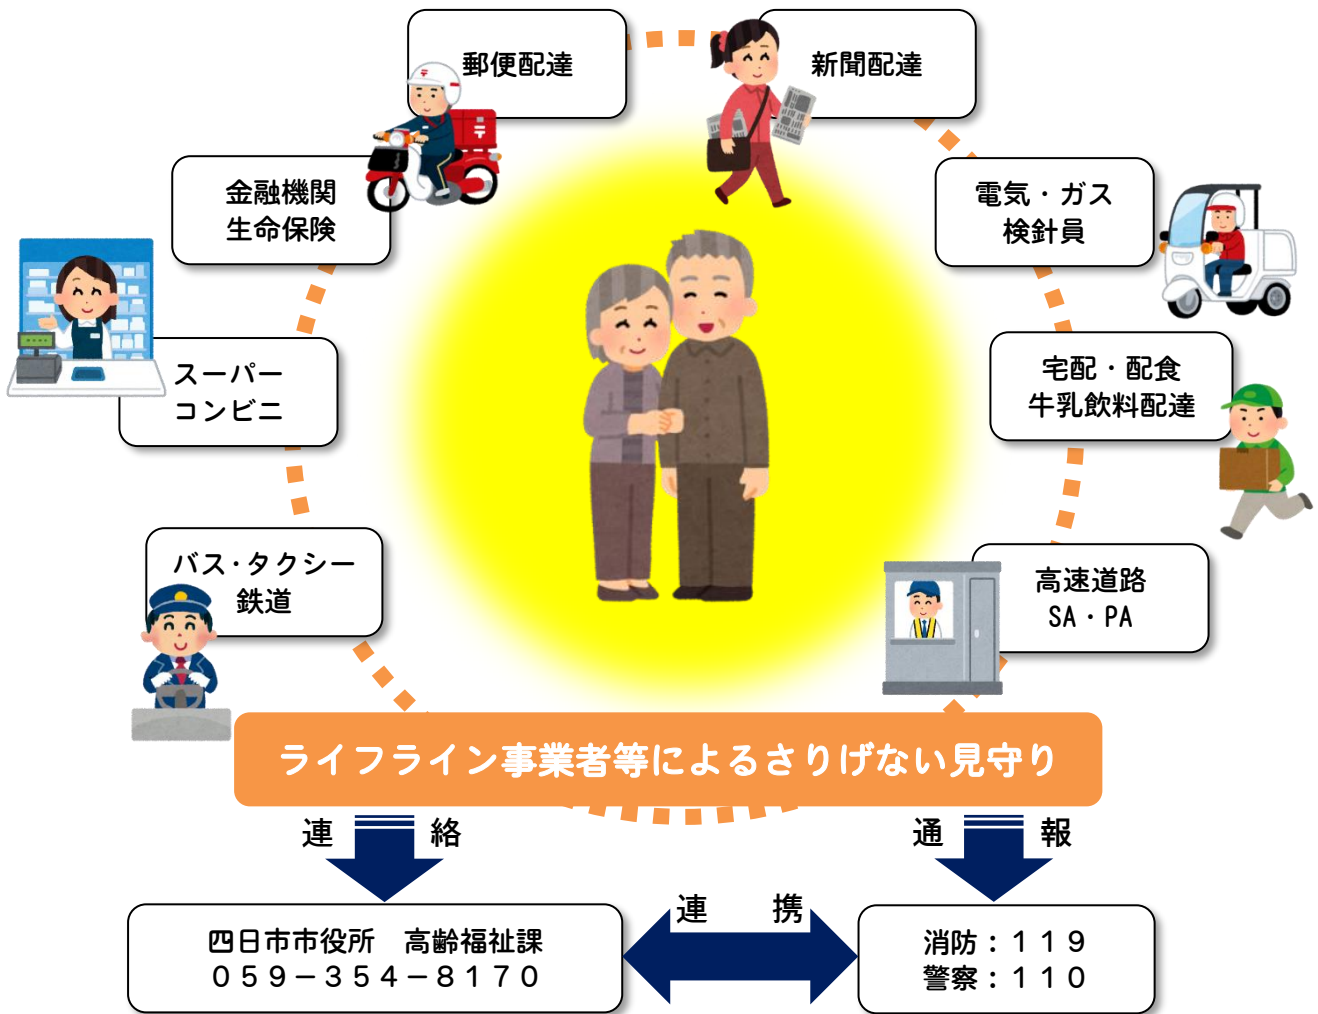 郵便配達
新聞配達
金融機関
生命保険
電気・ガス
検針員
スーパー
コンビニ
宅配・配食
牛乳飲料配達
バス・タクシー
鉄道
高速道路
SA・PA
ライフライン事業者等によるさりげない見守り
連 絡
通 報
四日市市役所 高齢福祉課
059-354-8170
連 携
消防:119
警察:110